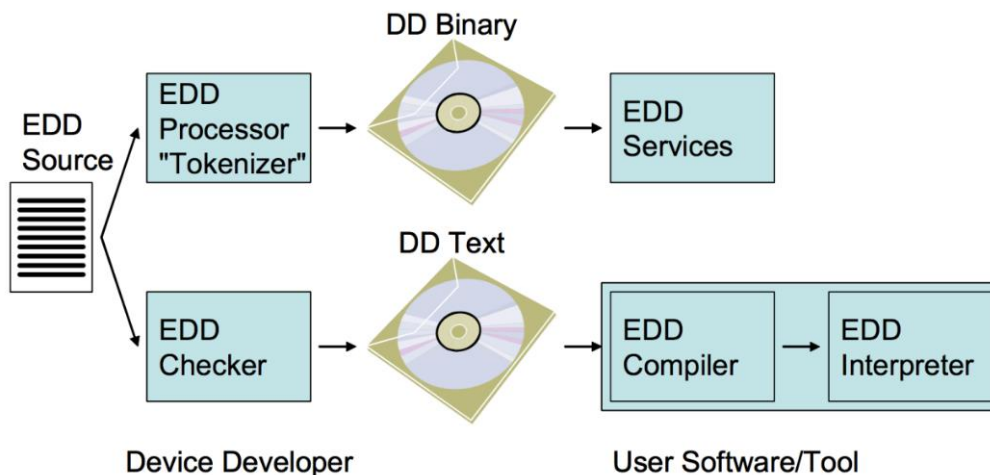 DD Binary
EDD
Source
EDD
Processor
"Tokenizer"
EDD
Services
DD Text
EDD
Checker
EDD
Compiler
EDD
Interpreter
Device Developer
User Software/Tool